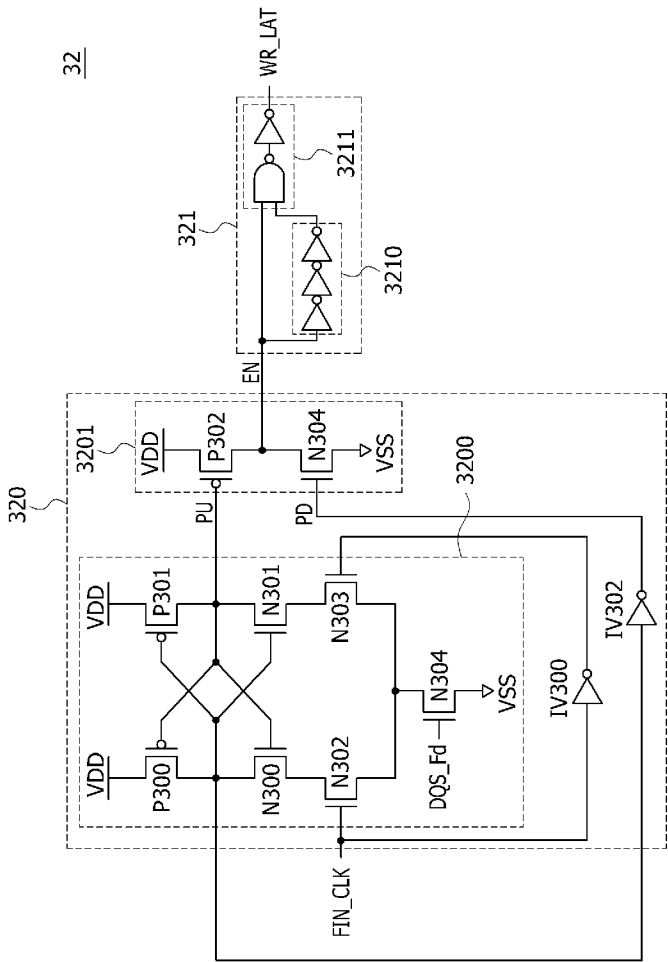 32
320
321
3201
VDD
VDD
VDD
P300
P301
P302
PU
EN
WR_LAT
3211
3210
N300
N301
PD
N304
VSS
N302
N303
3200
FIN_CLK
DQS_Fd
N304
VSS
IV300
IV302